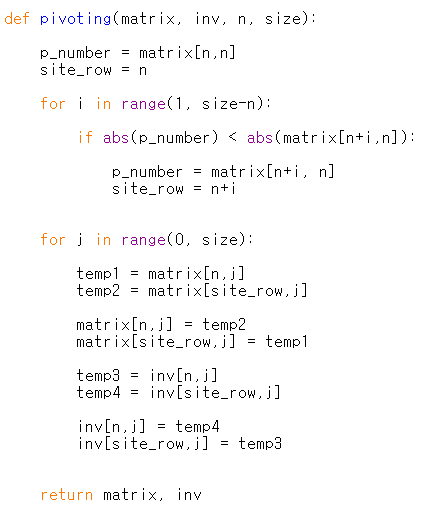 def pivoting(matrix, inv, n, size):
    p_number = matrix[n,n]
    site_row = n
    for i in range(1, size-n):
        if abs(p_number) < abs(matrix[n+i,n]):
            p_number = matrix[n+i, n]
            site_row = n+i
    for j in range(0, size):
        temp1 = matrix[n,j]
        temp2 = matrix[site_row,j]
        matrix[n,j] = temp2
        matrix[site_row,j] = temp1
        temp3 = inv[n,j]
        temp4 = inv[site_row,j]
        inv[n,j] = temp4
        inv[site_row,j] = temp3
    return matrix, inv